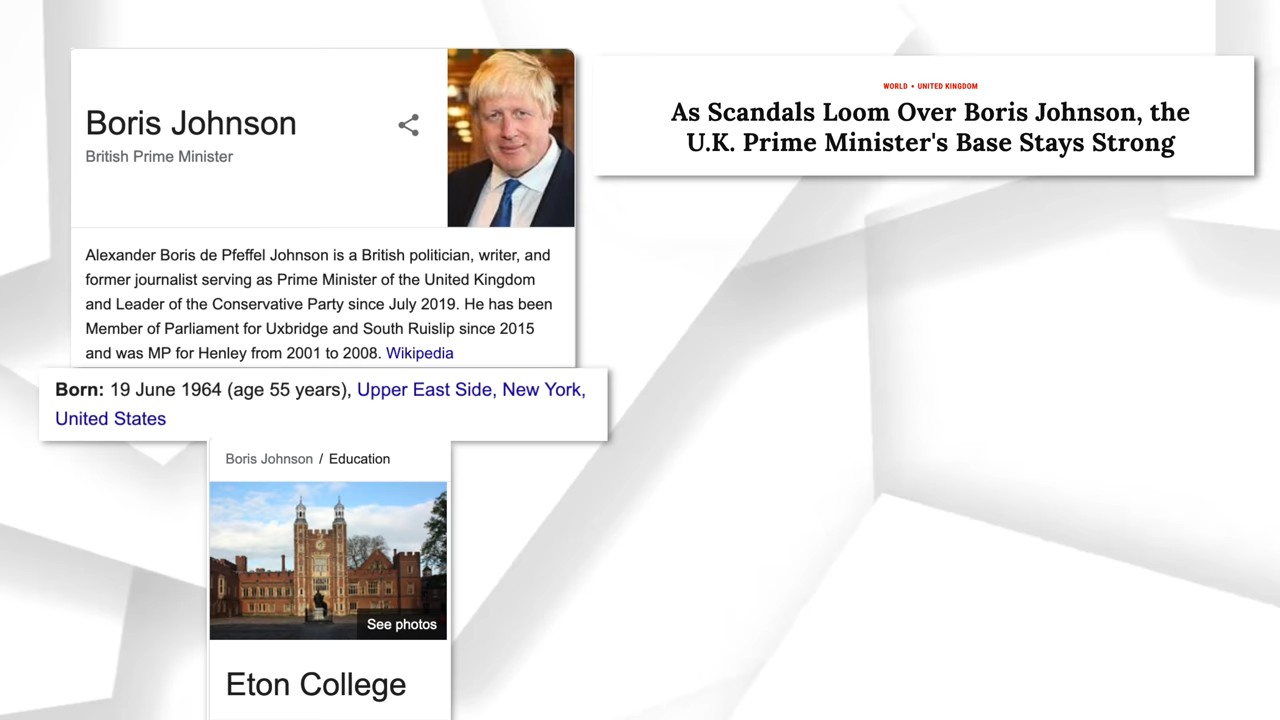 Boris Johnson
British Prime Minister
Alexander Boris de Pfeffel Johnson is a British politician, writer, and
former journalist serving as Prime Minister of the United Kingdom
and Leader of the Conservative Party since July 2019. He has been
Member of Parliament for Uxbridge and South Ruislip since 2015
and was MP for Henley from 2001 to 2008. Wikipedia
Born: 19 June 1964 (age 55 years), Upper East Side, New York,
United States
Boris Johnson / Education
See photos
Eton College
WORLD • UNITED KINGDOM
As Scandals Loom Over Boris Johnson, the
U.K. Prime Minister's Base Stays Strong